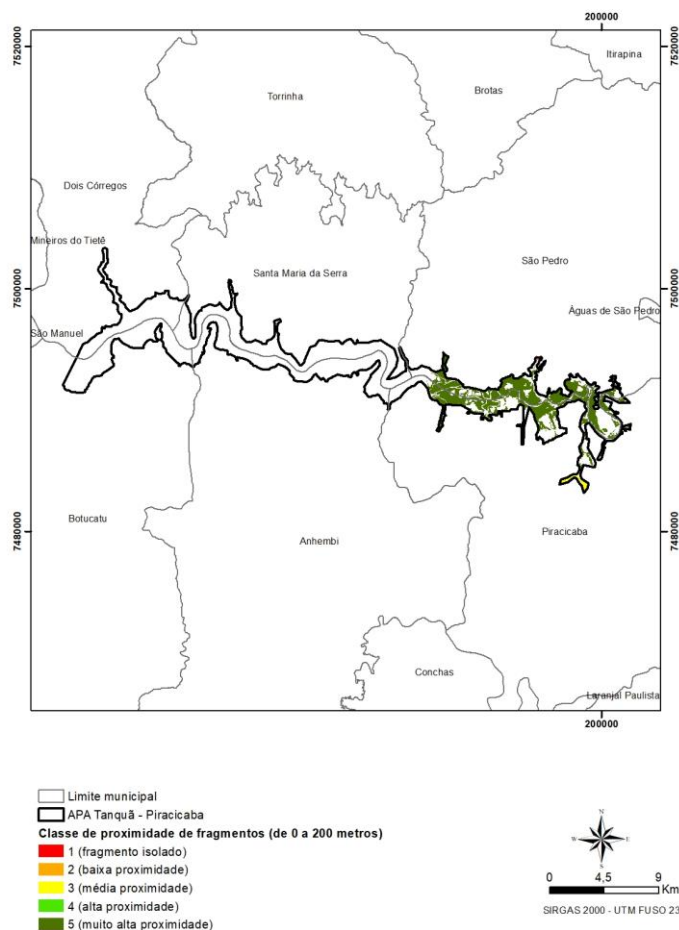 200000
7520000
7520000
Itirapina
Torrinha
Brotas
Dois Córregos
Mineiros do Tietê
São Pedro
Santa Maria da Serra
7500000
7500000
Águas de São Pedro
São Manuel
Botucatu
Anhembi
Piracicaba
7480000
7480000
Conchas
Laranjal Paulista
200000
Limite municipal
APA Tanquã - Piracicaba
Classe de proximidade de fragmentos (de 0 a 200 metros)
1 (fragmento isolado)
2 (baixa proximidade)
3 (média proximidade)
4 (alta proximidade)
5 (muito alta proximidade)
N
W
E
S
0 4,5 9
Km
SIRGAS 2000 - UTM FUSO 23